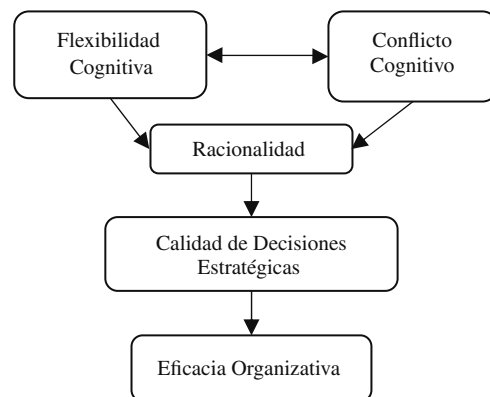 Flexibilidad
Cognitiva
Conflicto
Cognitivo
Racionalidad
Calidad de Decisiones
Estratégicas
Eficacia Organizativa